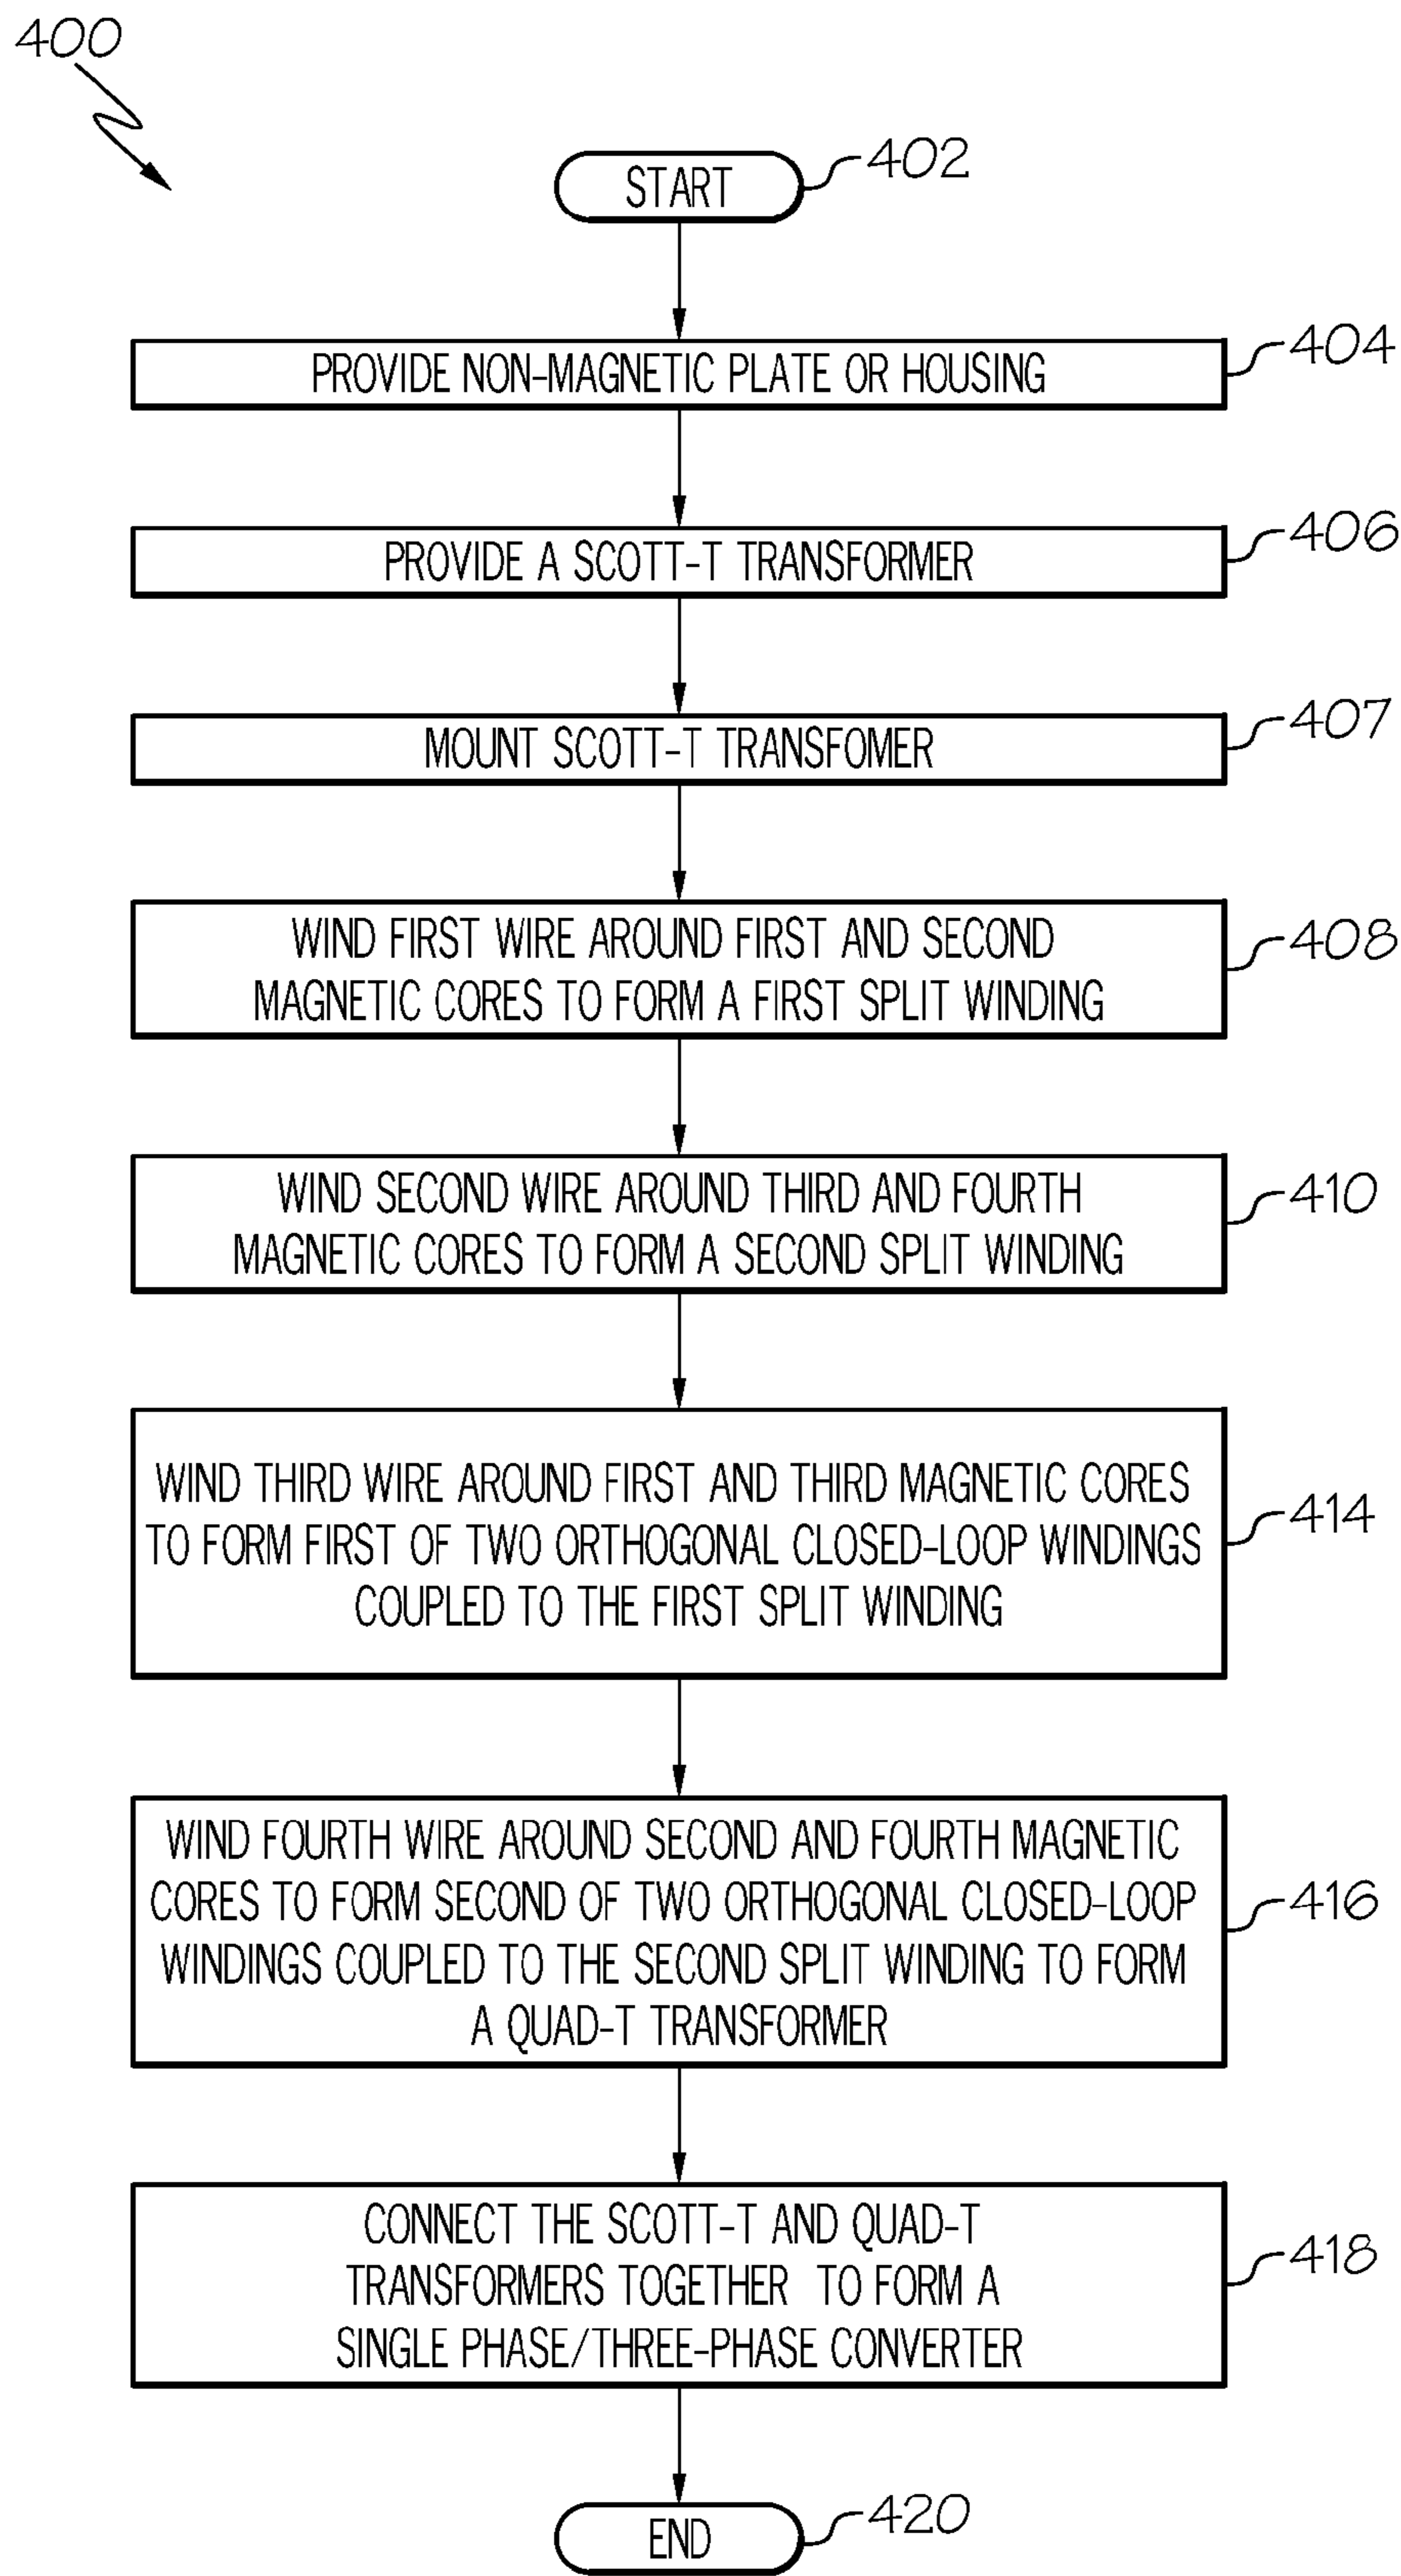 400
START
402
PROVIDE NON-MAGNETIC PLATE OR HOUSING
404
PROVIDE A SCOTT-T TRANSFORMER
406
MOUNT SCOTT-T TRANSFOMER
407
WIND FIRST WIRE AROUND FIRST AND SECOND
MAGNETIC CORES TO FORM A FIRST SPLIT WINDING
408
WIND SECOND WIRE AROUND THIRD AND FOURTH
MAGNETIC CORES TO FORM A SECOND SPLIT WINDING
410
WIND THIRD WIRE AROUND FIRST AND THIRD MAGNETIC CORES
TO FORM FIRST OF TWO ORTHOGONAL CLOSED-LOOP WINDINGS
COUPLED TO THE FIRST SPLIT WINDING
414
WIND FOURTH WIRE AROUND SECOND AND FOURTH MAGNETIC
CORES TO FORM SECOND OF TWO ORTHOGONAL CLOSED-LOOP
WINDINGS COUPLED TO THE SECOND SPLIT WINDING TO FORM
A QUAD-T TRANSFORMER
416
CONNECT THE SCOTT-T AND QUAD-T
TRANSFORMERS TOGETHER TO FORM A
SINGLE PHASE/THREE-PHASE CONVERTER
418
END
420